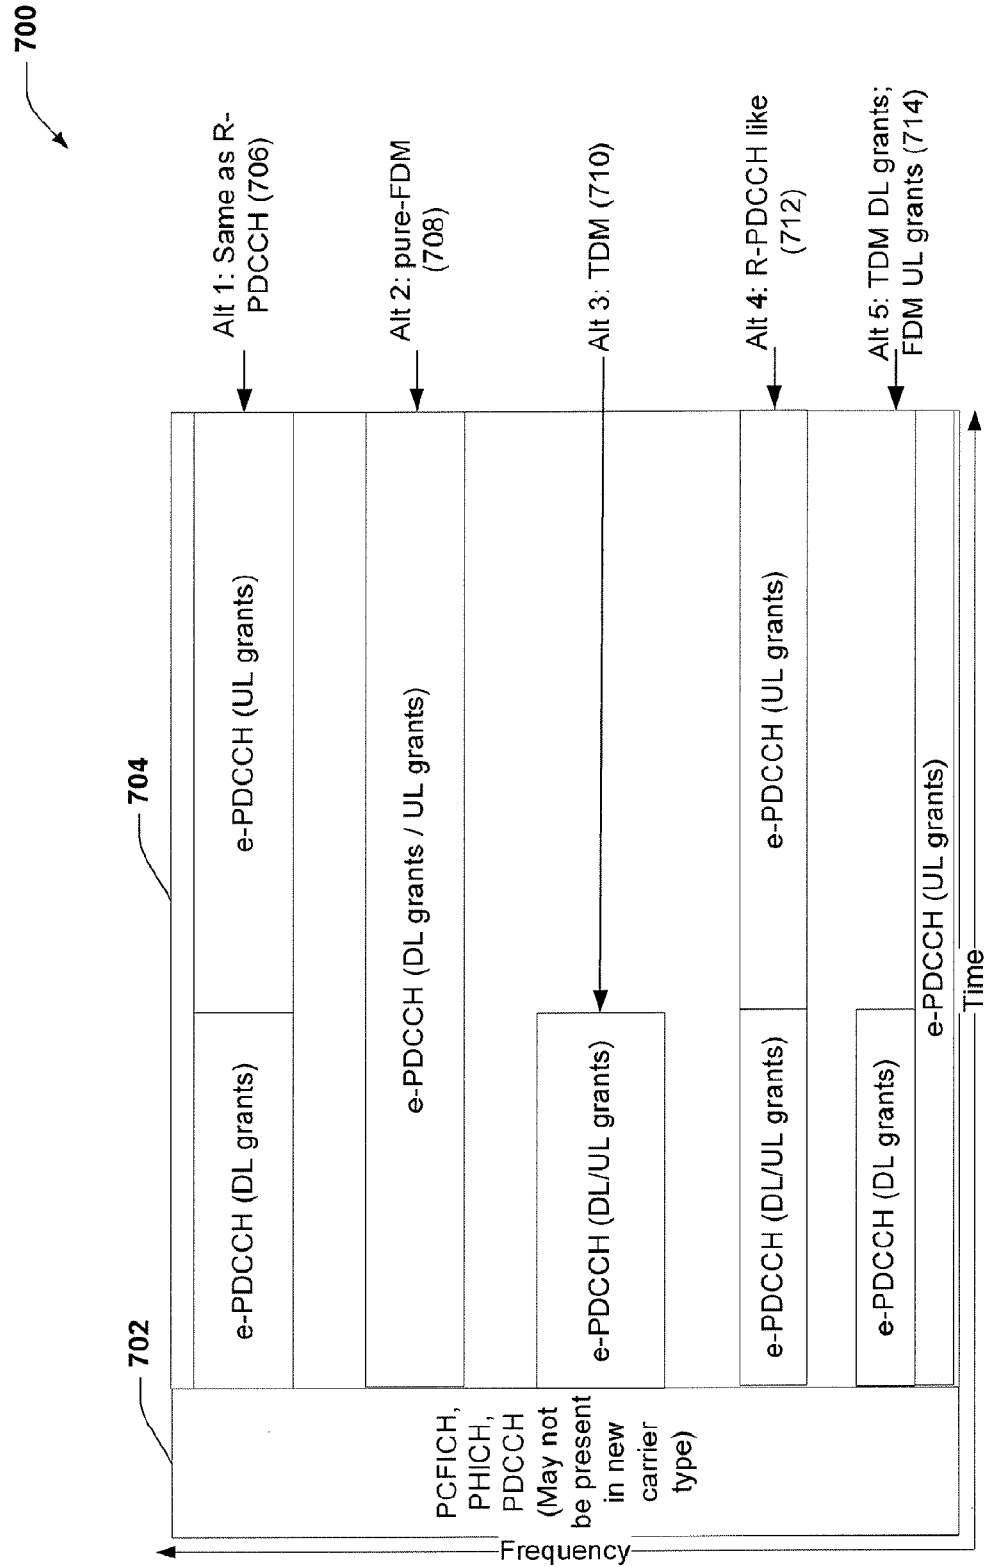 700
702
704
PCFICH,
PHICH,
PDCCH
(May not
be present
in new
carrier
type)
e-PDCCH (DL grants)
e-PDCCH (UL grants)
Alt 1: Same as R-
PDCCH (706)
e-PDCCH (DL grants / UL grants)
Alt 2: pure-FDM
(708)
e-PDCCH (DL/UL grants)
Alt 3: TDM (710)
e-PDCCH (DL/UL grants)
e-PDCCH (UL grants)
Alt 4: R-PDCCH like
(712)
e-PDCCH (DL grants)
e-PDCCH (UL grants)
Alt 5: TDM DL grants;
FDM UL grants (714)
Frequency
Time